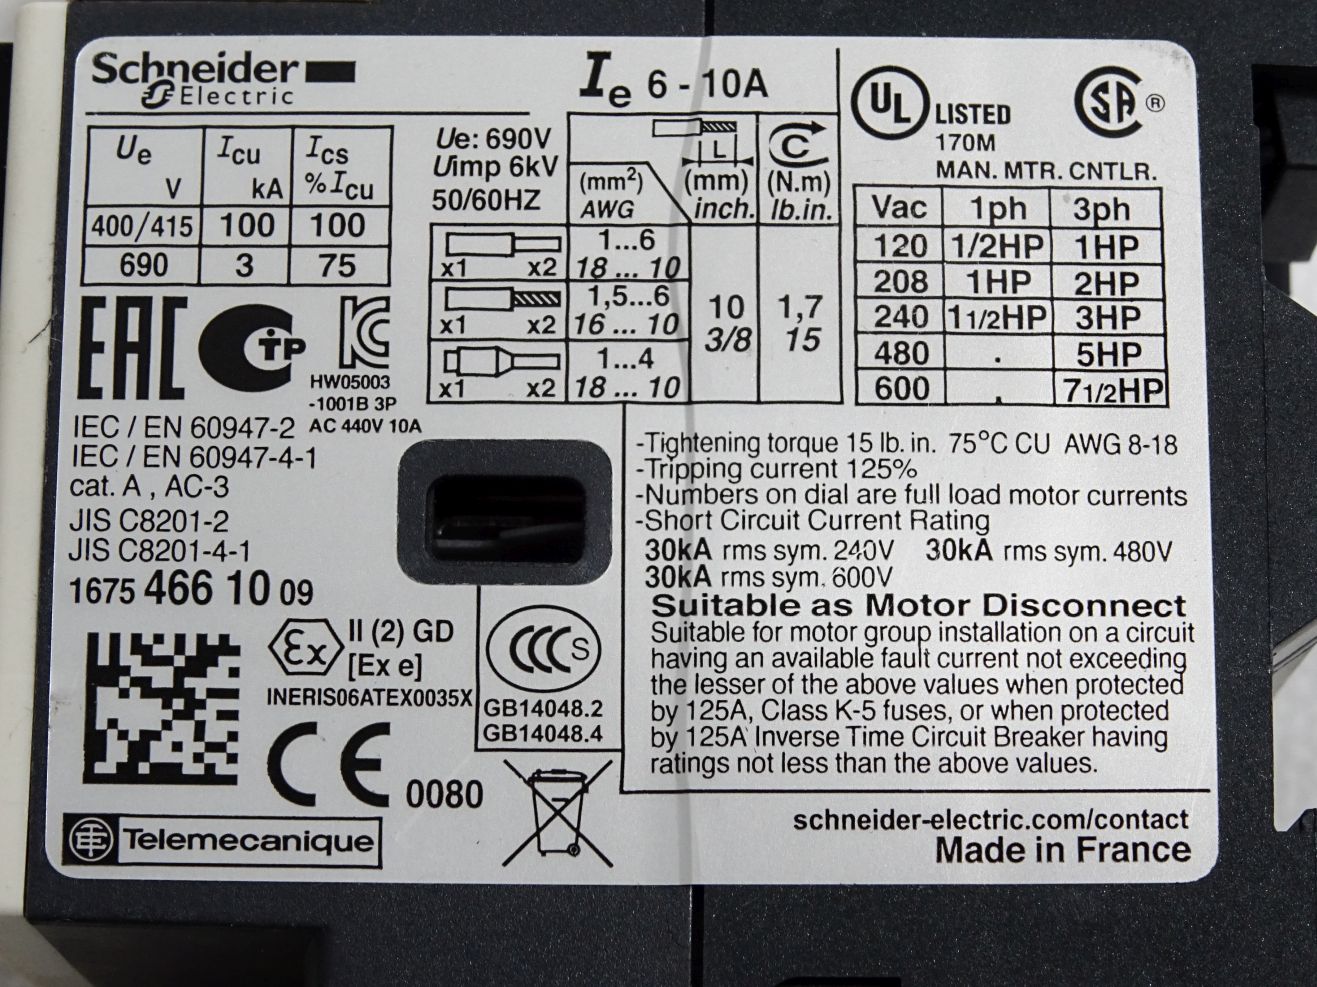 Schneider
Electric
Ue V Icu kA Ics %Icu
400/415 100 100
690 3 75
Ie 6 - 10A
Ue: 690V
Uimp 6kV
50/60HZ
(mm²) AWG L (mm) inch. C (N.m) lb.in.
x1 x2 1...6 18 ... 10
x1 x2 1,5...6 16 ... 10
x1 x2 1...4 18 ... 10
10 3/8 1,7 15
UL LISTED SA ®
170M
MAN. MTR. CNTLR.
Vac 1ph 3ph
120 1/2HP 1HP
208 1HP 2HP
240 11/2HP 3HP
480 . 5HP
600 . 71/2HP
EAC TP KC
HW05003
-1001B 3P
AC 440V 10A
IEC / EN 60947-2
IEC / EN 60947-4-1
cat. A , AC-3
JIS C8201-2
JIS C8201-4-1
1675 466 10 09
Ex II (2) GD
[Ex e]
INERIS06ATEX0035X
CCC S
GB14048.2
GB14048.4
CE 0080
Telemecanique
-Tightening torque 15 lb. in. 75°C CU AWG 8-18
-Tripping current 125%
-Numbers on dial are full load motor currents
-Short Circuit Current Rating
30kA rms sym. 240V 30kA rms sym. 480V
30kA rms sym. 600V
Suitable as Motor Disconnect
Suitable for motor group installation on a circuit
having an available fault current not exceeding
the lesser of the above values when protected
by 125A, Class K-5 fuses, or when protected
by 125A Inverse Time Circuit Breaker having
ratings not less than the above values.
schneider-electric.com/contact
Made in France